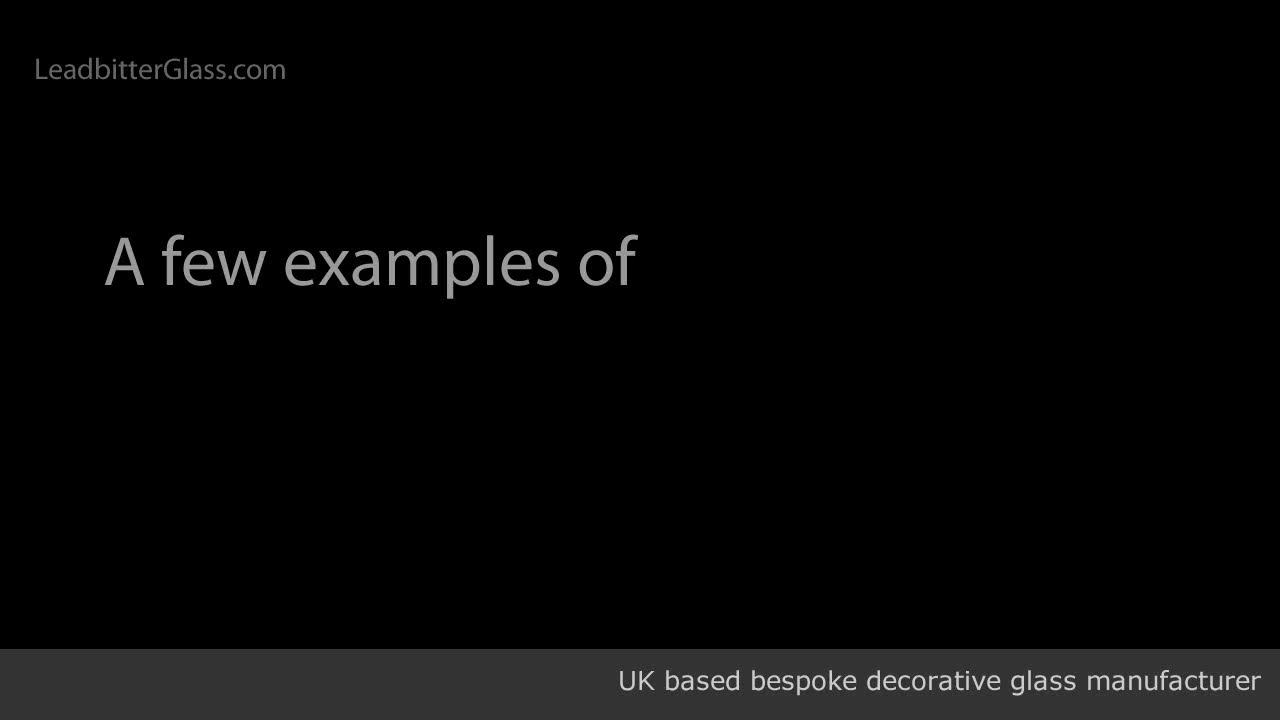 LeadbitterGlass.com
A few examples of
UK based bespoke decorative glass manufacturer